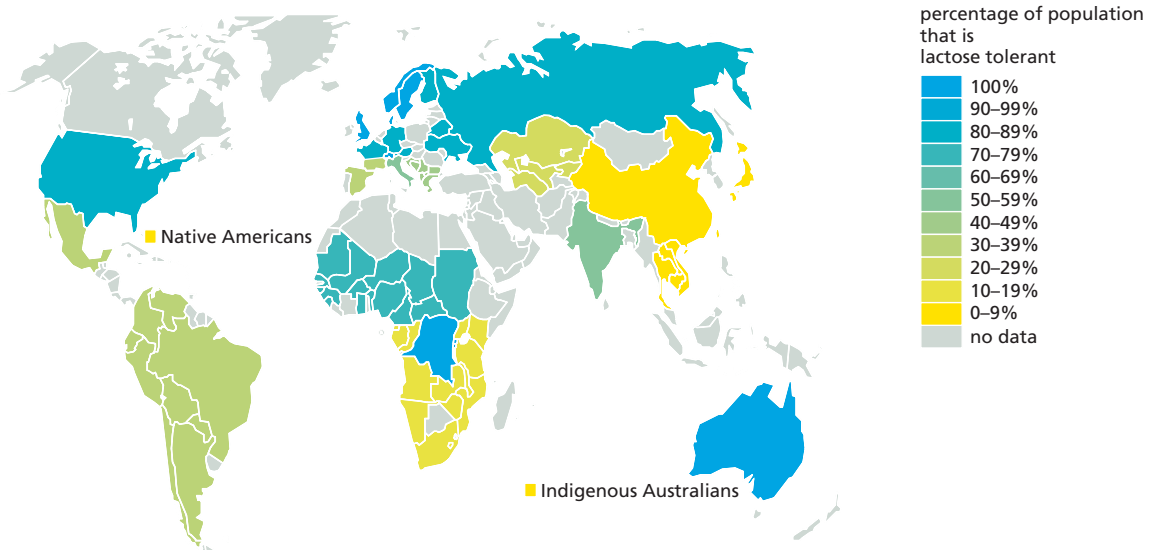 percentage of population
that is
lactose tolerant
100%
90–99%
80–89%
70–79%
60–69%
50–59%
40–49%
30–39%
20–29%
10–19%
0–9%
no data
Native Americans
Indigenous Australians